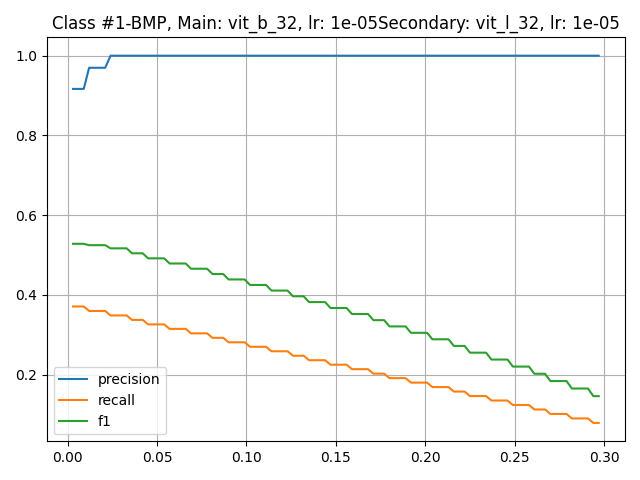 Class #1-BMP, Main: vit_b_32, lr: 1e-05Secondary: vit_l_32, lr: 1e-05
1.0
0.8
0.6
0.4
0.2
precision
recall
f1
0.00 0.05 0.10 0.15 0.20 0.25 0.30